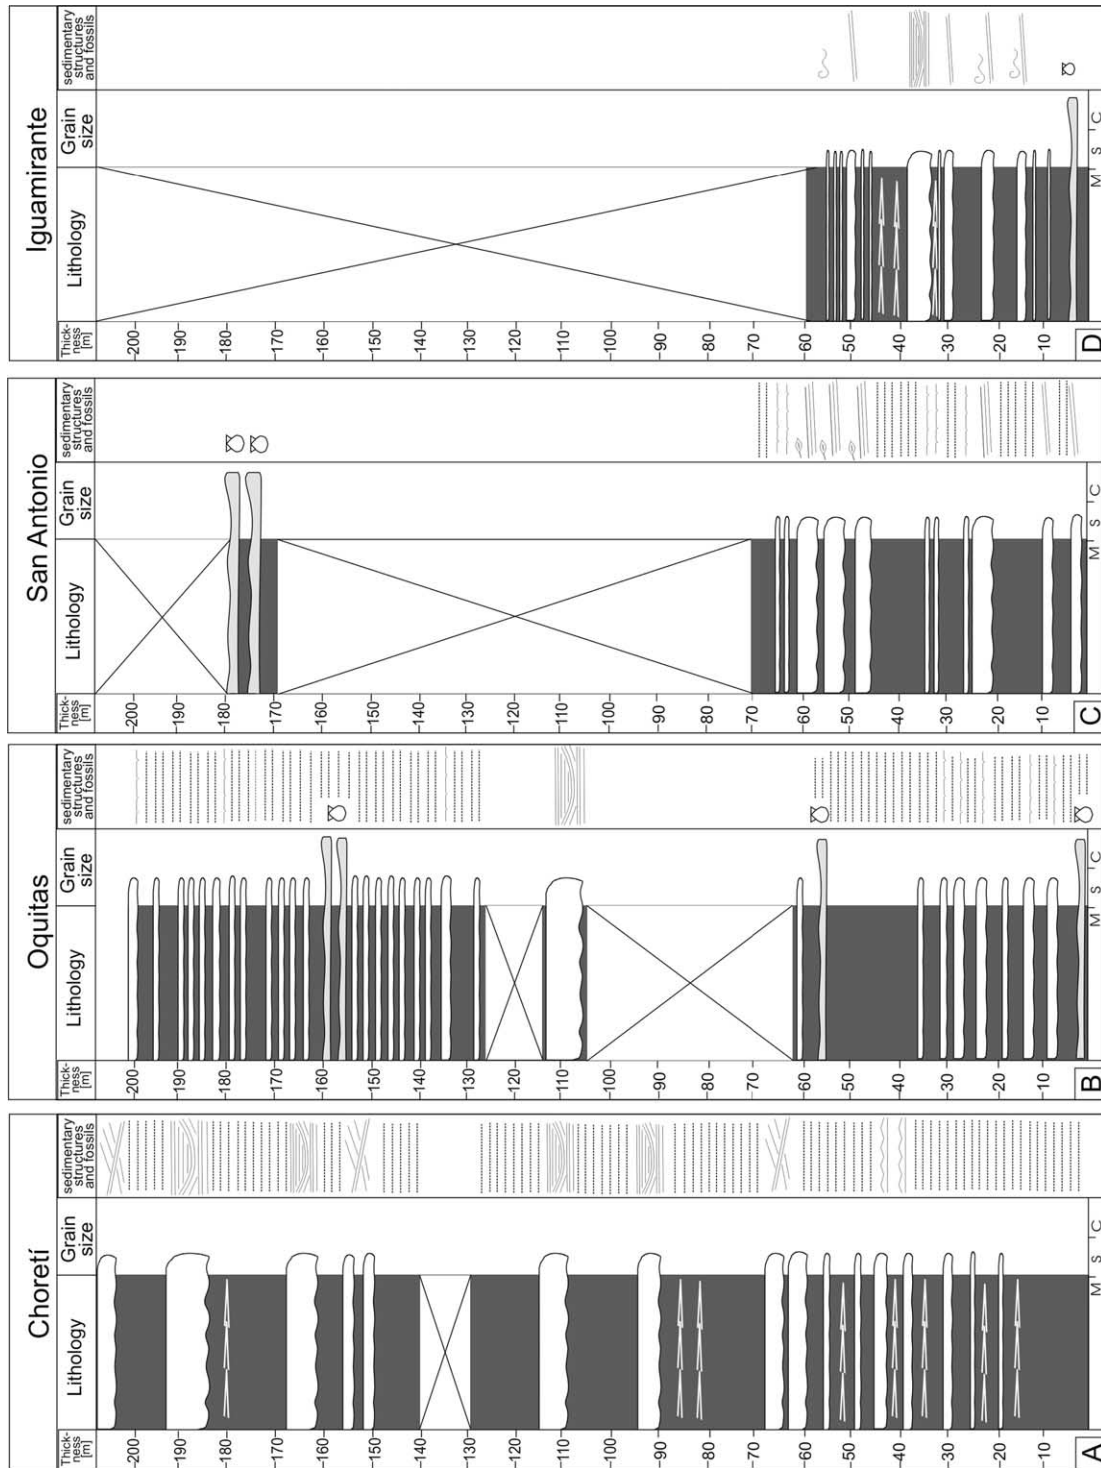 Choretí
Thick-
ness
[m]
Lithology
Grain
size
sedimentary
structures
and fossils
200
190
180
170
160
150
140
130
120
110
100
90
80
70
60
50
40
30
20
10
A
M S C
Oquitas
Thick-
ness
[m]
Lithology
Grain
size
sedimentary
structures
and fossils
200
190
180
170
160
150
140
130
120
110
100
90
80
70
60
50
40
30
20
10
B
M S C
San Antonio
Thick-
ness
[m]
Lithology
Grain
size
sedimentary
structures
and fossils
200
190
180
170
160
150
140
130
120
110
100
90
80
70
60
50
40
30
20
10
C
M S C
Iguamirante
Thick-
ness
[m]
Lithology
Grain
size
sedimentary
structures
and fossils
200
190
180
170
160
150
140
130
120
110
100
90
80
70
60
50
40
30
20
10
D
M S C